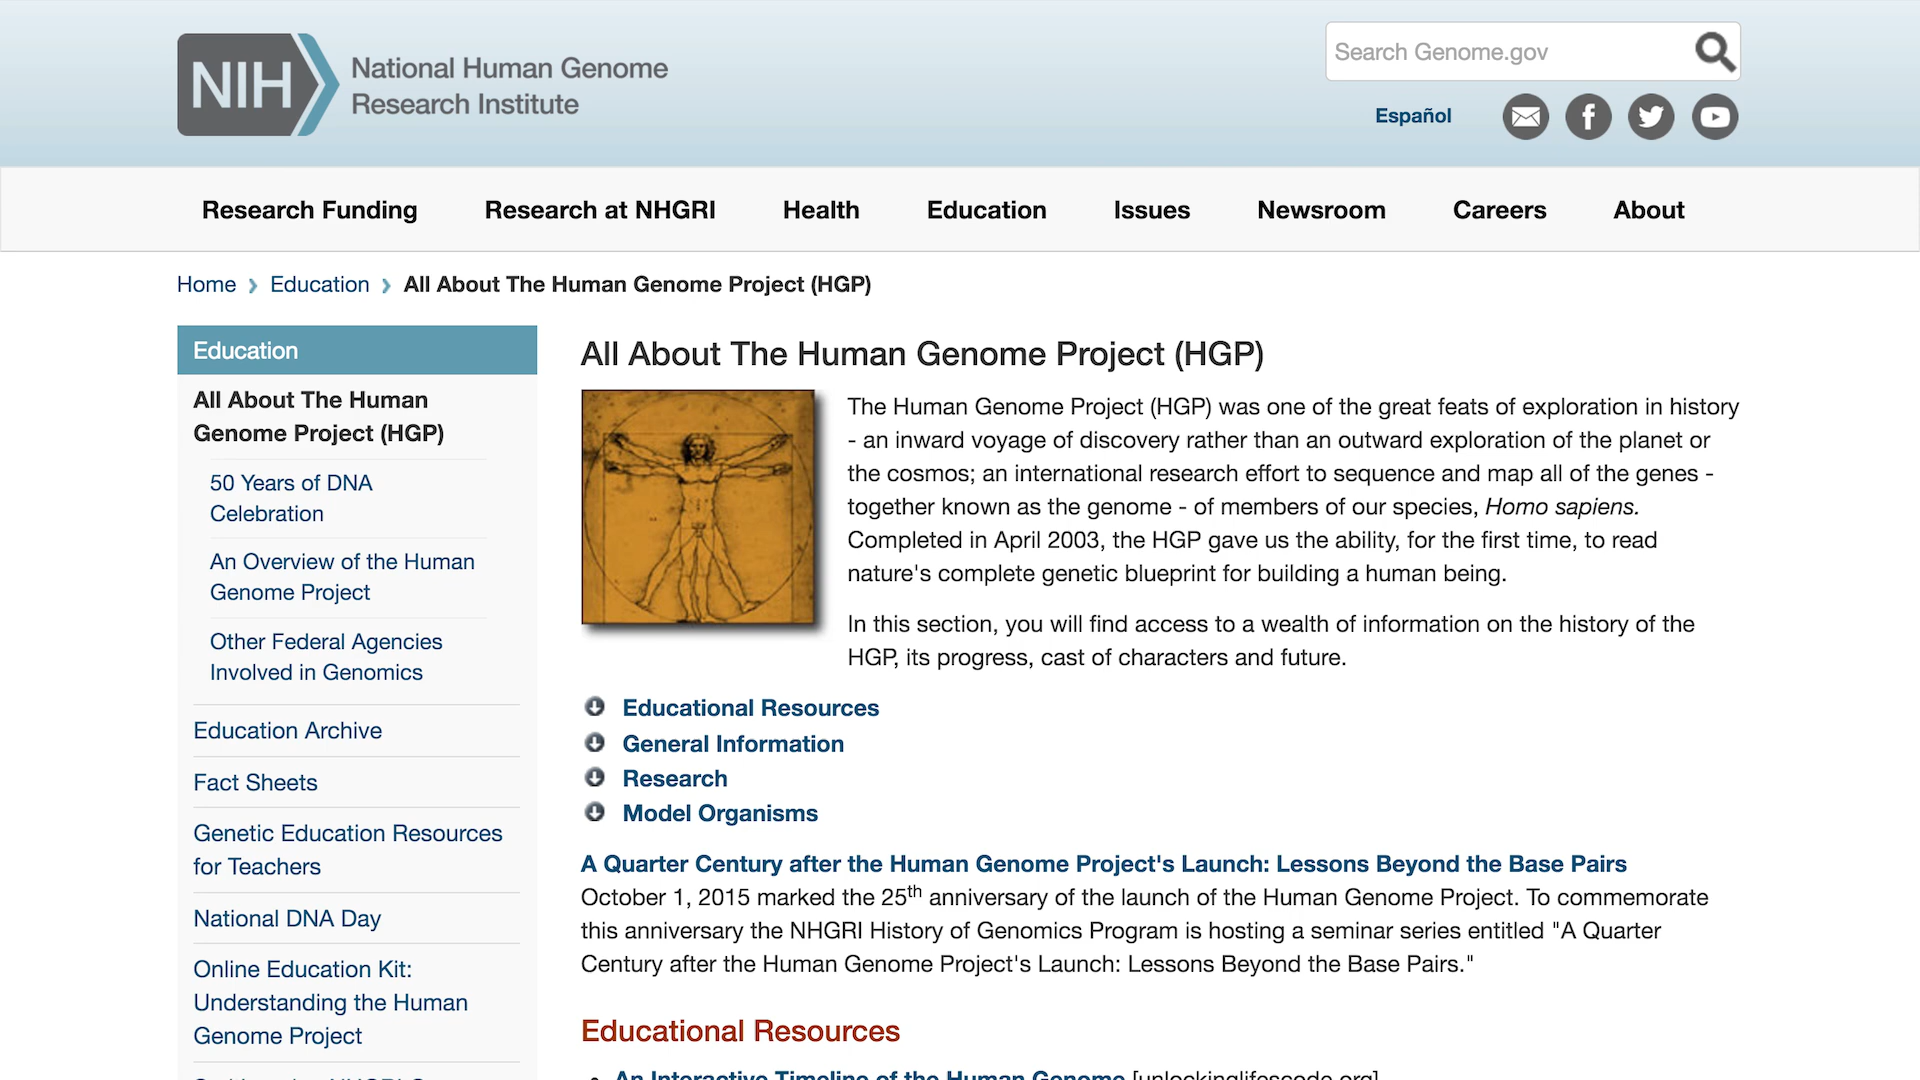 NIH National Human Genome
Research Institute
Search Genome.gov
Español
Research Funding Research at NHGRI Health Education Issues Newsroom Careers About
Home › Education › All About The Human Genome Project (HGP)
Education
All About The Human
Genome Project (HGP)
50 Years of DNA
Celebration
An Overview of the Human
Genome Project
Other Federal Agencies
Involved in Genomics
Education Archive
Fact Sheets
Genetic Education Resources
for Teachers
National DNA Day
Online Education Kit:
Understanding the Human
Genome Project
All About The Human Genome Project (HGP)
The Human Genome Project (HGP) was one of the great feats of exploration in history
- an inward voyage of discovery rather than an outward exploration of the planet or
the cosmos; an international research effort to sequence and map all of the genes -
together known as the genome - of members of our species, Homo sapiens.
Completed in April 2003, the HGP gave us the ability, for the first time, to read
nature's complete genetic blueprint for building a human being.
In this section, you will find access to a wealth of information on the history of the
HGP, its progress, cast of characters and future.
Educational Resources
General Information
Research
Model Organisms
A Quarter Century after the Human Genome Project's Launch: Lessons Beyond the Base Pairs
October 1, 2015 marked the 25th anniversary of the launch of the Human Genome Project. To commemorate
this anniversary the NHGRI History of Genomics Program is hosting a seminar series entitled "A Quarter
Century after the Human Genome Project's Launch: Lessons Beyond the Base Pairs."
Educational Resources
An Interactive Timeline of the Human Genome [unlockinglifescode.org]